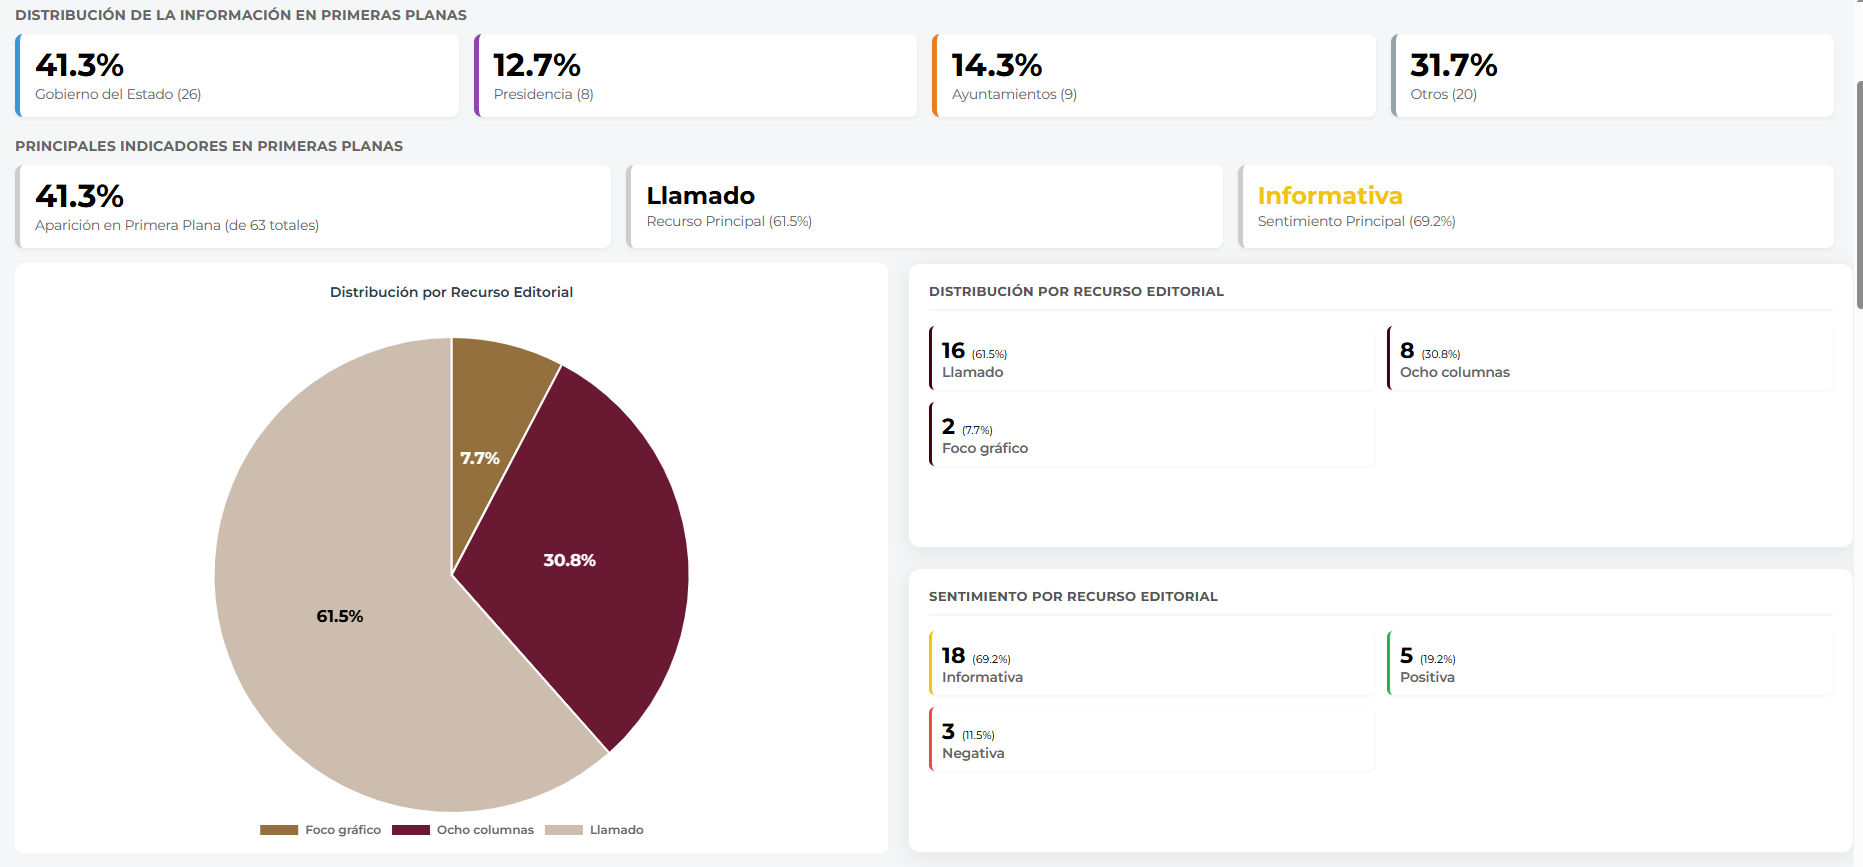 DISTRIBUCIÓN DE LA INFORMACIÓN EN PRIMERAS PLANAS
41.3%
Gobierno del Estado (26)
12.7%
Presidencia (8)
14.3%
Ayuntamientos (9)
31.7%
Otros (20)
PRINCIPALES INDICADORES EN PRIMERAS PLANAS
41.3%
Aparición en Primera Plana (de 63 totales)
Llamado
Recurso Principal (61.5%)
Informativa
Sentimiento Principal (69.2%)
Distribución por Recurso Editorial
7.7%
30.8%
61.5%
Foco gráfico
Ocho columnas
Llamado
DISTRIBUCIÓN POR RECURSO EDITORIAL
16 (61.5%)
Llamado
8 (30.8%)
Ocho columnas
2 (7.7%)
Foco gráfico
SENTIMIENTO POR RECURSO EDITORIAL
18 (69.2%)
Informativa
5 (19.2%)
Positiva
3 (11.5%)
Negativa